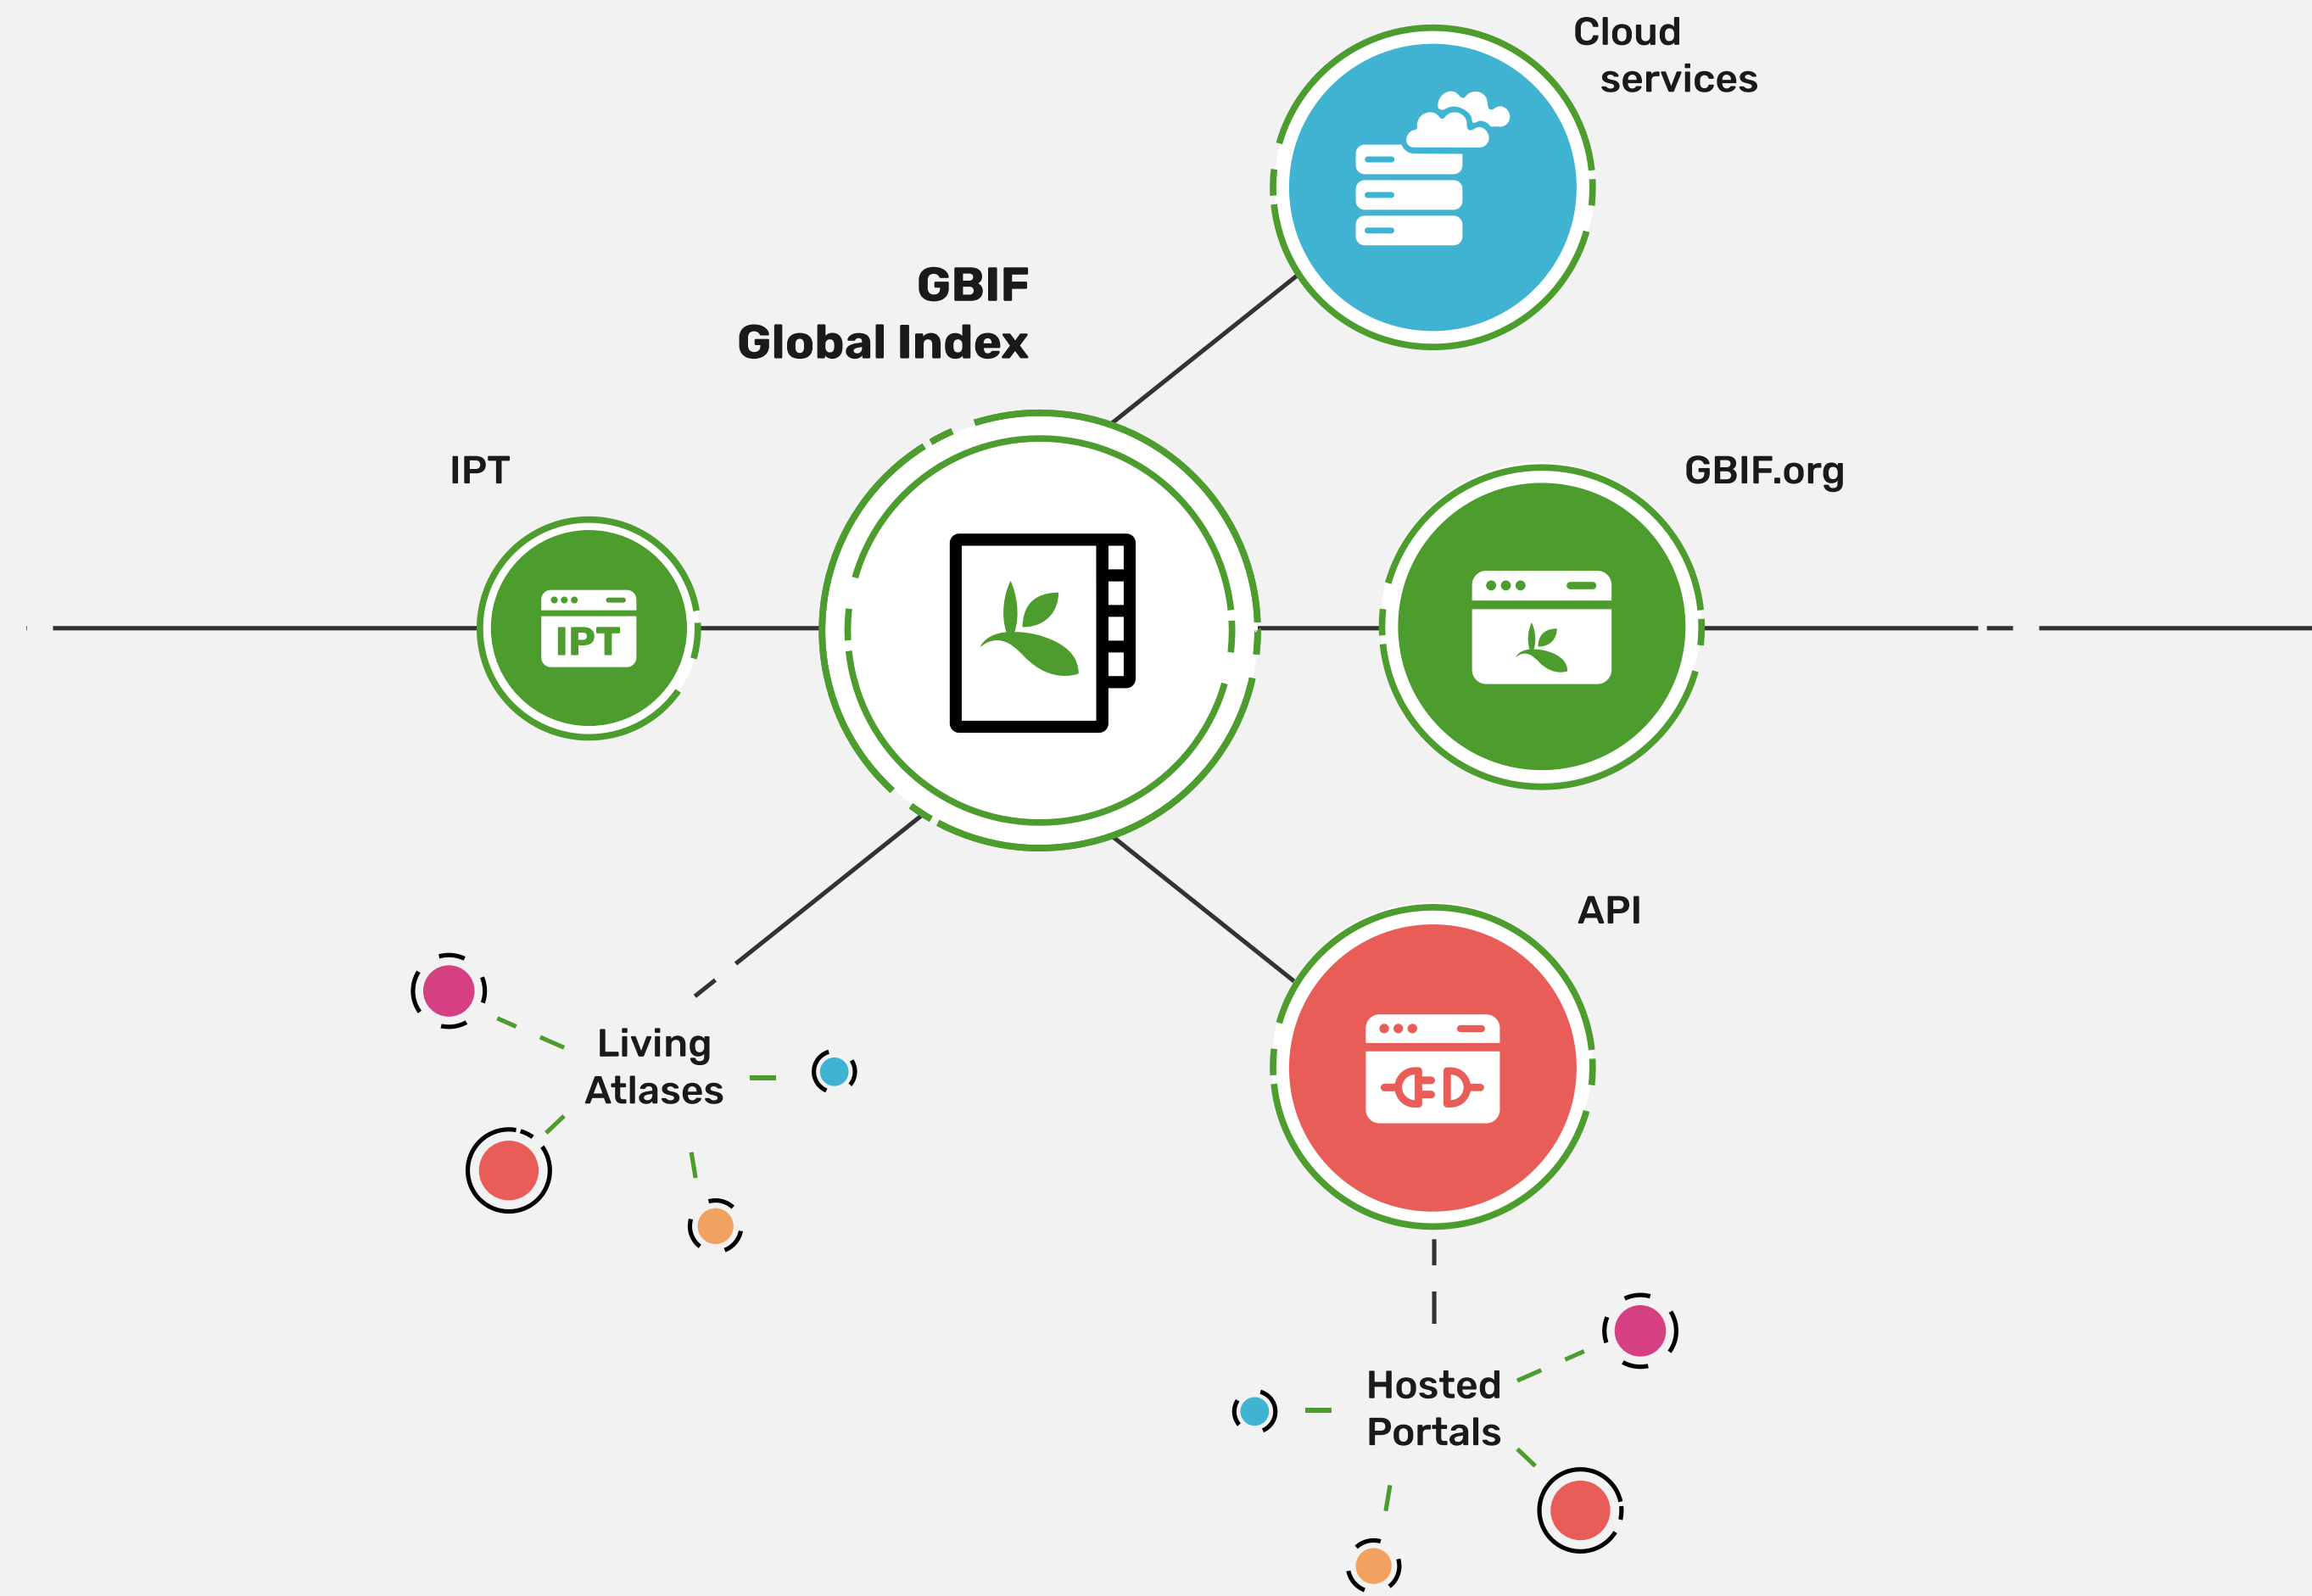 Cloud
services
GBIF
Global Index
IPT
GBIF.org
IPT
API
Living
Atlases
Hosted
Portals